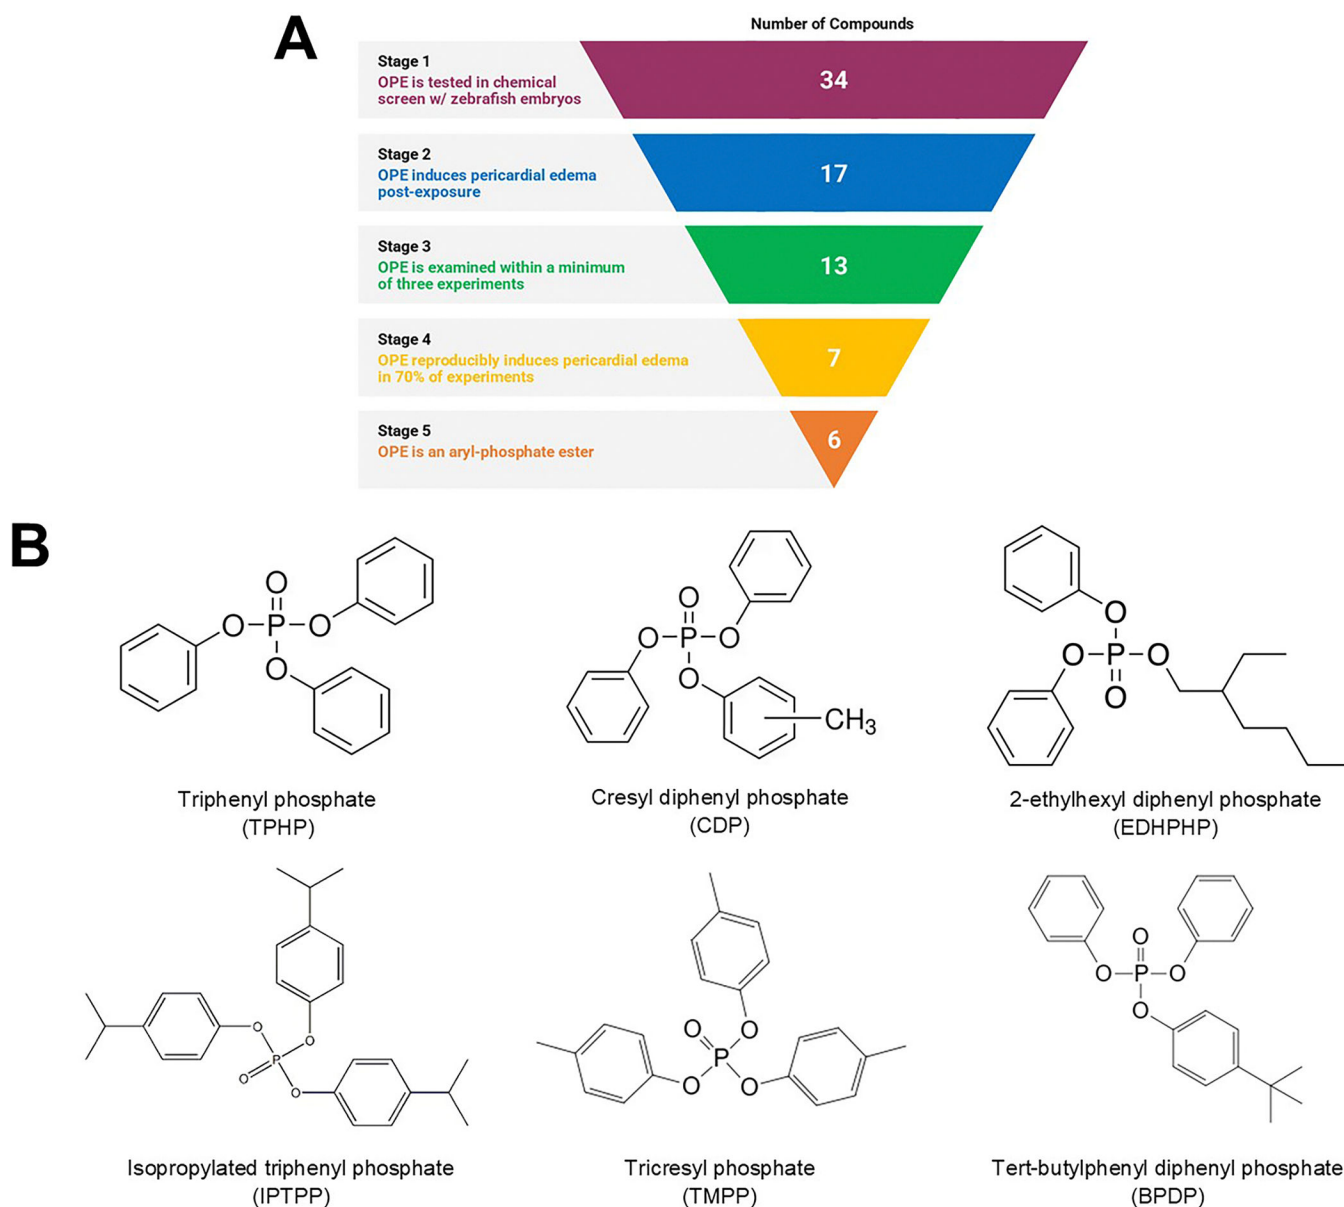 A
Number of Compounds
Stage 1
OPE is tested in chemical
screen w/ zebrafish embryos
34
Stage 2
OPE induces pericardial edema
post-exposure
17
Stage 3
OPE is examined within a minimum
of three experiments
13
Stage 4
OPE reproducibly induces pericardial edema
in 70% of experiments
7
Stage 5
OPE is an aryl-phosphate ester
6
B
O
O P O
O
Triphenyl phosphate
(TPHP)
O
O P O
O
CH3
Cresyl diphenyl phosphate
(CDP)
O
O P O
O
2-ethylhexyl diphenyl phosphate
(EDHPHP)
O
O
P
O
O
Isopropylated triphenyl phosphate
(IPTPP)
O O
P
O O
Tricresyl phosphate
(TMPP)
O
O P O
O
Tert-butylphenyl diphenyl phosphate
(BPDP)